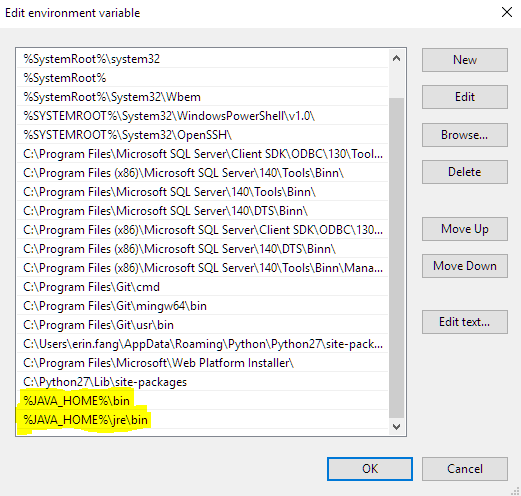 Edit environment variable
%SystemRoot%\system32
%SystemRoot%
%SystemRoot%\System32\Wbem
%SYSTEMROOT%\System32\WindowsPowerShell\v1.0\
%SYSTEMROOT%\System32\OpenSSH\
C:\Program Files\Microsoft SQL Server\Client SDK\ODBC\130\Tool...
C:\Program Files (x86)\Microsoft SQL Server\140\Tools\Binn\
C:\Program Files\Microsoft SQL Server\140\Tools\Binn\
C:\Program Files\Microsoft SQL Server\140\DTS\Binn\
C:\Program Files (x86)\Microsoft SQL Server\Client SDK\ODBC\130...
C:\Program Files (x86)\Microsoft SQL Server\140\DTS\Binn\
C:\Program Files (x86)\Microsoft SQL Server\140\Tools\Binn\Mana...
C:\Program Files\Git\cmd
C:\Program Files\Git\mingw64\bin
C:\Program Files\Git\usr\bin
C:\Users\erin.fang\AppData\Roaming\Python\Python27\site-pack...
C:\Program Files\Microsoft\Web Platform Installer\
C:\Python27\Lib\site-packages
%JAVA_HOME%\bin
%JAVA_HOME%\jre\bin
New
Edit
Browse...
Delete
Move Up
Move Down
Edit text...
OK
Cancel